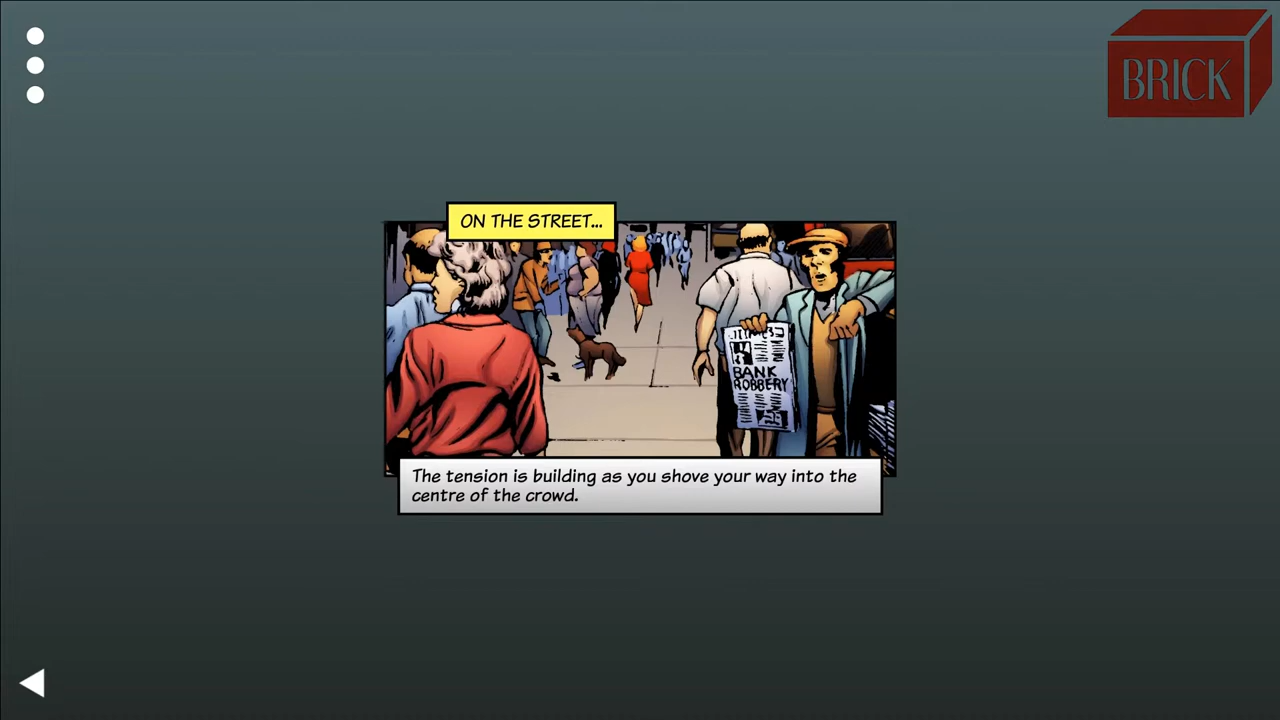 BRICK
ON THE STREET...
BANK
ROBBERY
The tension is building as you shove your way into the
centre of the crowd.